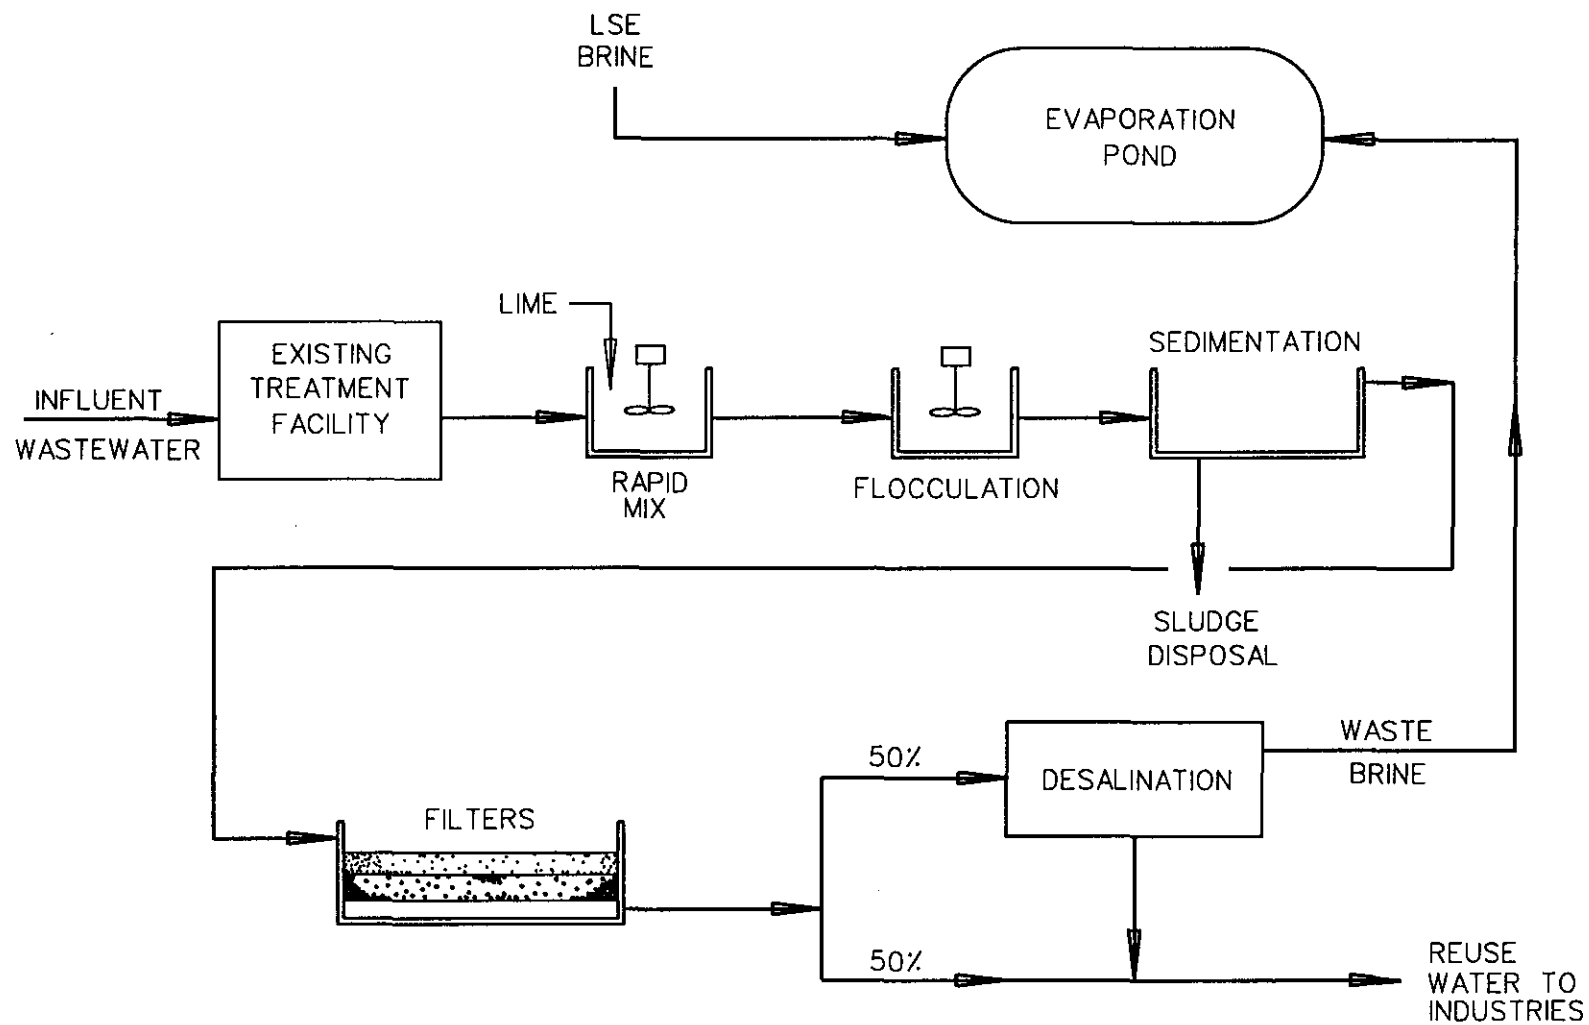 LSE
BRINE
EVAPORATION
POND
LIME
SEDIMENTATION
EXISTING
TREATMENT
FACILITY
INFLUENT
WASTEWATER
RAPID
MIX
FLOCCULATION
SLUDGE
DISPOSAL
WASTE
BRINE
50%
DESALINATION
FILTERS
50%
REUSE
WATER TO
INDUSTRIES